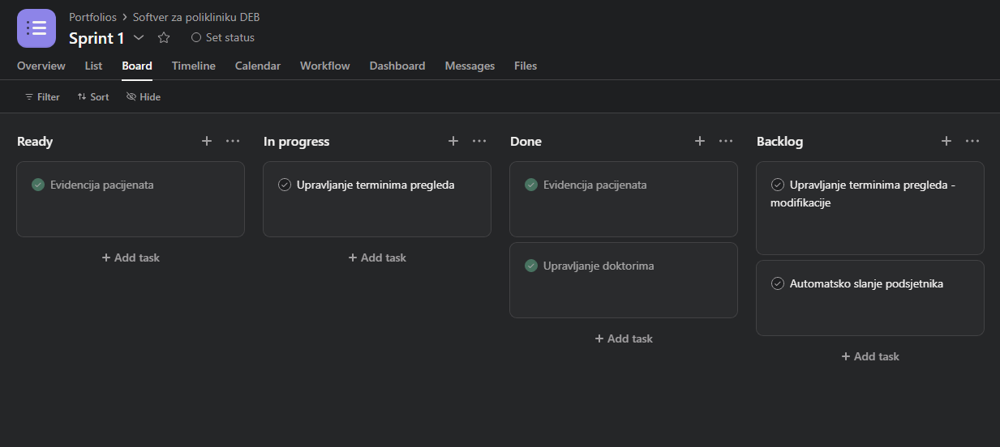 Portfolios > Softver za polikliniku DEB
Sprint 1 Set status
Overview List Board Timeline Calendar Workflow Dashboard Messages Files
Filter Sort Hide
Ready
Evidencija pacijenata
+ Add task
In progress
Upravljanje terminima pregleda
+ Add task
Done
Evidencija pacijenata
Upravljanje doktorima
+ Add task
Backlog
Upravljanje terminima pregleda -
modifikacije
Automatsko slanje podsjetnika
+ Add task